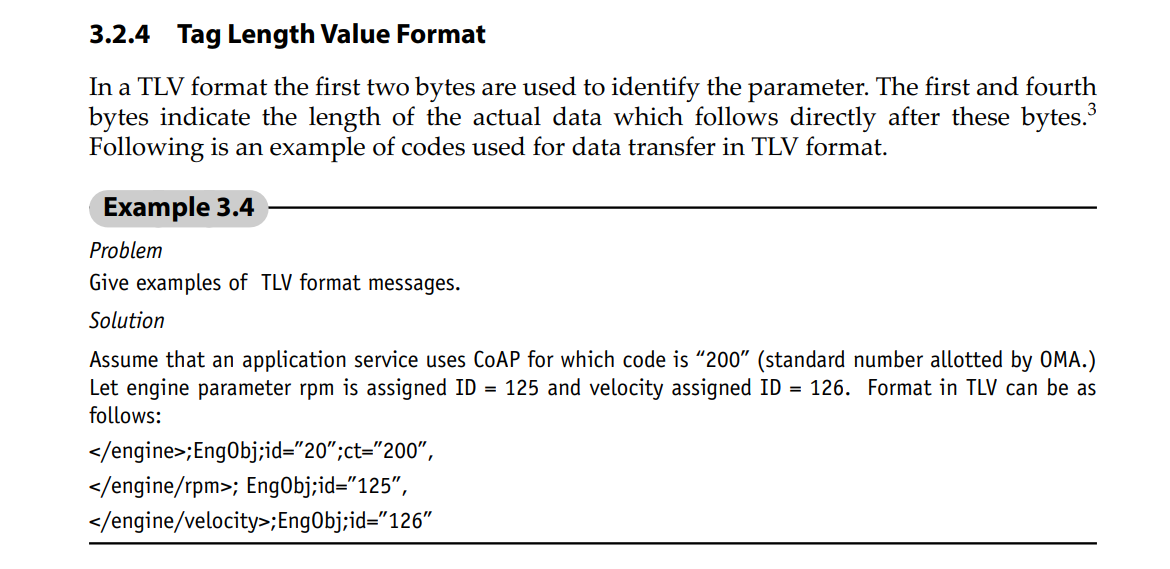 3.2.4 Tag Length Value Format
In a TLV format the first two bytes are used to identify the parameter. The first and fourth
bytes indicate the length of the actual data which follows directly after these bytes.3
Following is an example of codes used for data transfer in TLV format.
Example 3.4
Problem
Give examples of TLV format messages.
Solution
Assume that an application service uses CoAP for which code is “200” (standard number allotted by OMA.)
Let engine parameter rpm is assigned ID = 125 and velocity assigned ID = 126. Format in TLV can be as
follows:
</engine>;EngObj;id=”20”;ct=”200”,
</engine/rpm>; EngObj;id=”125”,
</engine/velocity>;EngObj;id=”126”